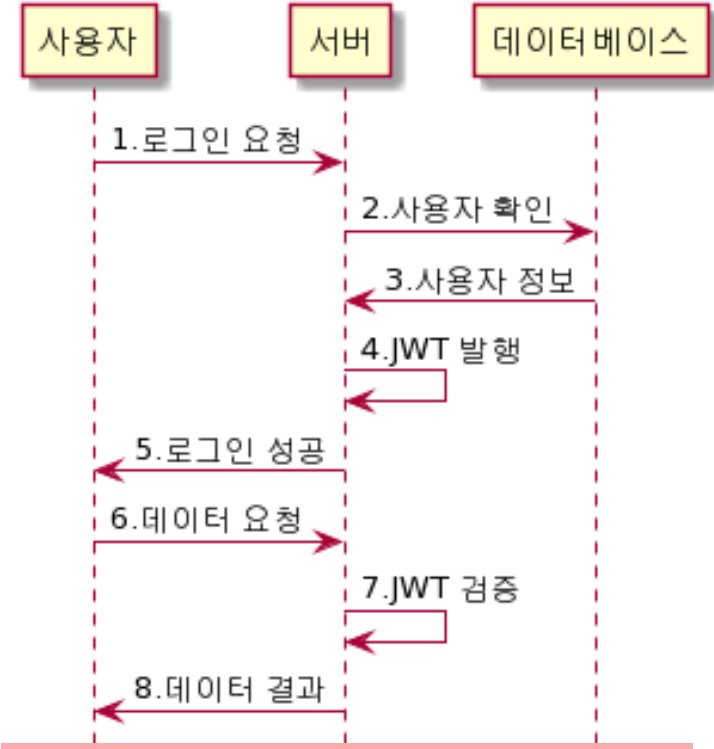 사용자
서버
데이터베이스
1.로그인 요청
2.사용자 확인
3.사용자 정보
4.JWT 발행
5.로그인 성공
6.데이터 요청
7.JWT 검증
8.데이터 결과